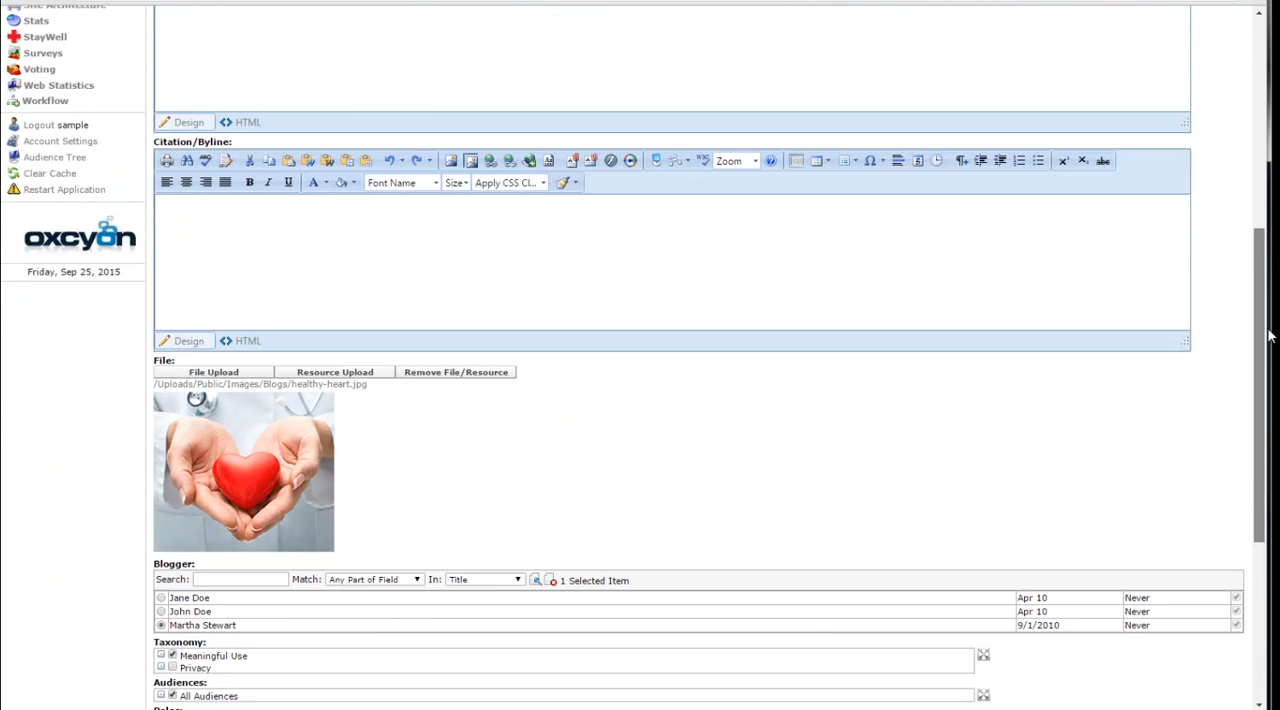 Site Architecture
Stats
StayWell
Surveys
Voting
Web Statistics
Workflow
Logout sample
Account Settings
Audience Tree
Clear Cache
Restart Application
oxcyon
Friday, Sep 25, 2015
Design HTML
Citation/Byline:
Zoom
B I U A Font Name Size Apply CSS Cl... abc
Design HTML
File:
File Upload Resource Upload Remove File/Resource
/Uploads/Public/Images/Blogs/healthy-heart.jpg
Blogger:
Search: Match: Any Part of Field In: Title 1 Selected Item
Jane Doe Apr 10 Never
John Doe Apr 10 Never
Martha Stewart 9/1/2010 Never
Taxonomy:
Meaningful Use
Privacy
Audiences:
All Audiences